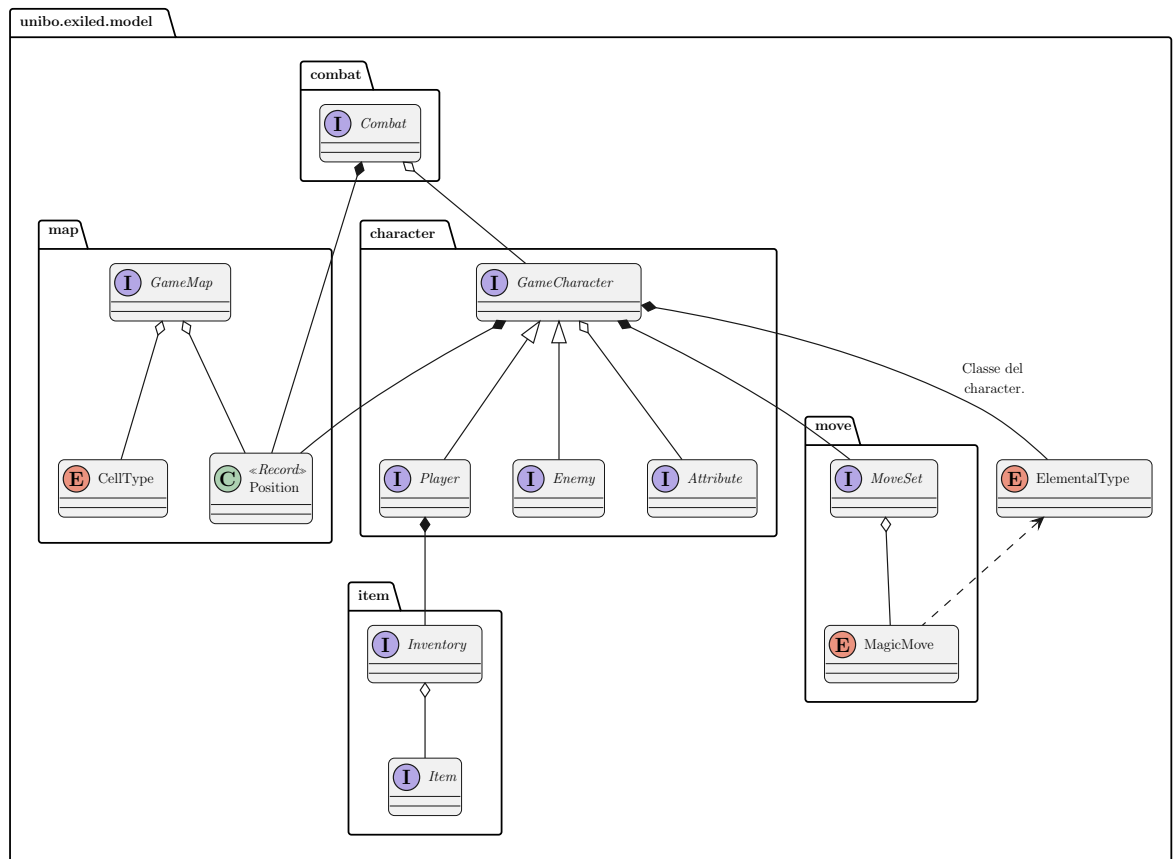 unibo.exiled.model
combat
I Combat
map
character
I GameMap
I GameCharacter
Classe del
character.
move
E CellType
C «Record»
Position
I Player
I Enemy
I Attribute
I MoveSet
E ElementalType
item
I Inventory
E MagicMove
I Item